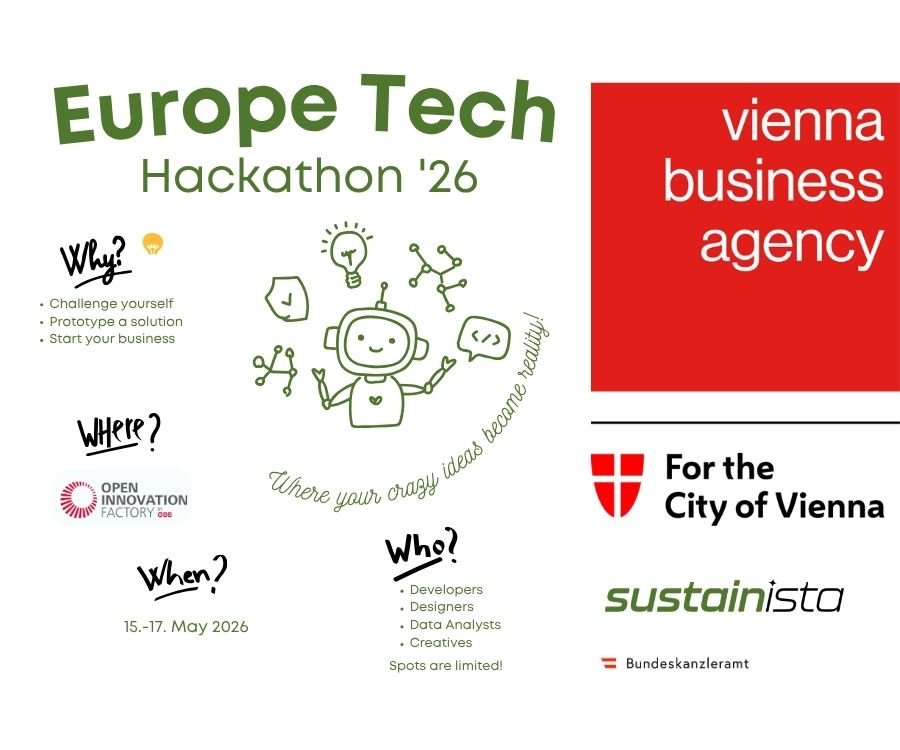 Europe Tech
Hackathon '26
Why?
• Challenge yourself
• Prototype a solution
• Start your business
Where your crazy ideas become reality!
WHere?
OPEN
INNOVATION
FACTORY BY ÖBB
When?
15.-17. May 2026
Who?
• Developers
• Designers
• Data Analysts
• Creatives
Spots are limited!
vienna
business
agency
For the
City of Vienna
sustainista
Bundeskanzleramt